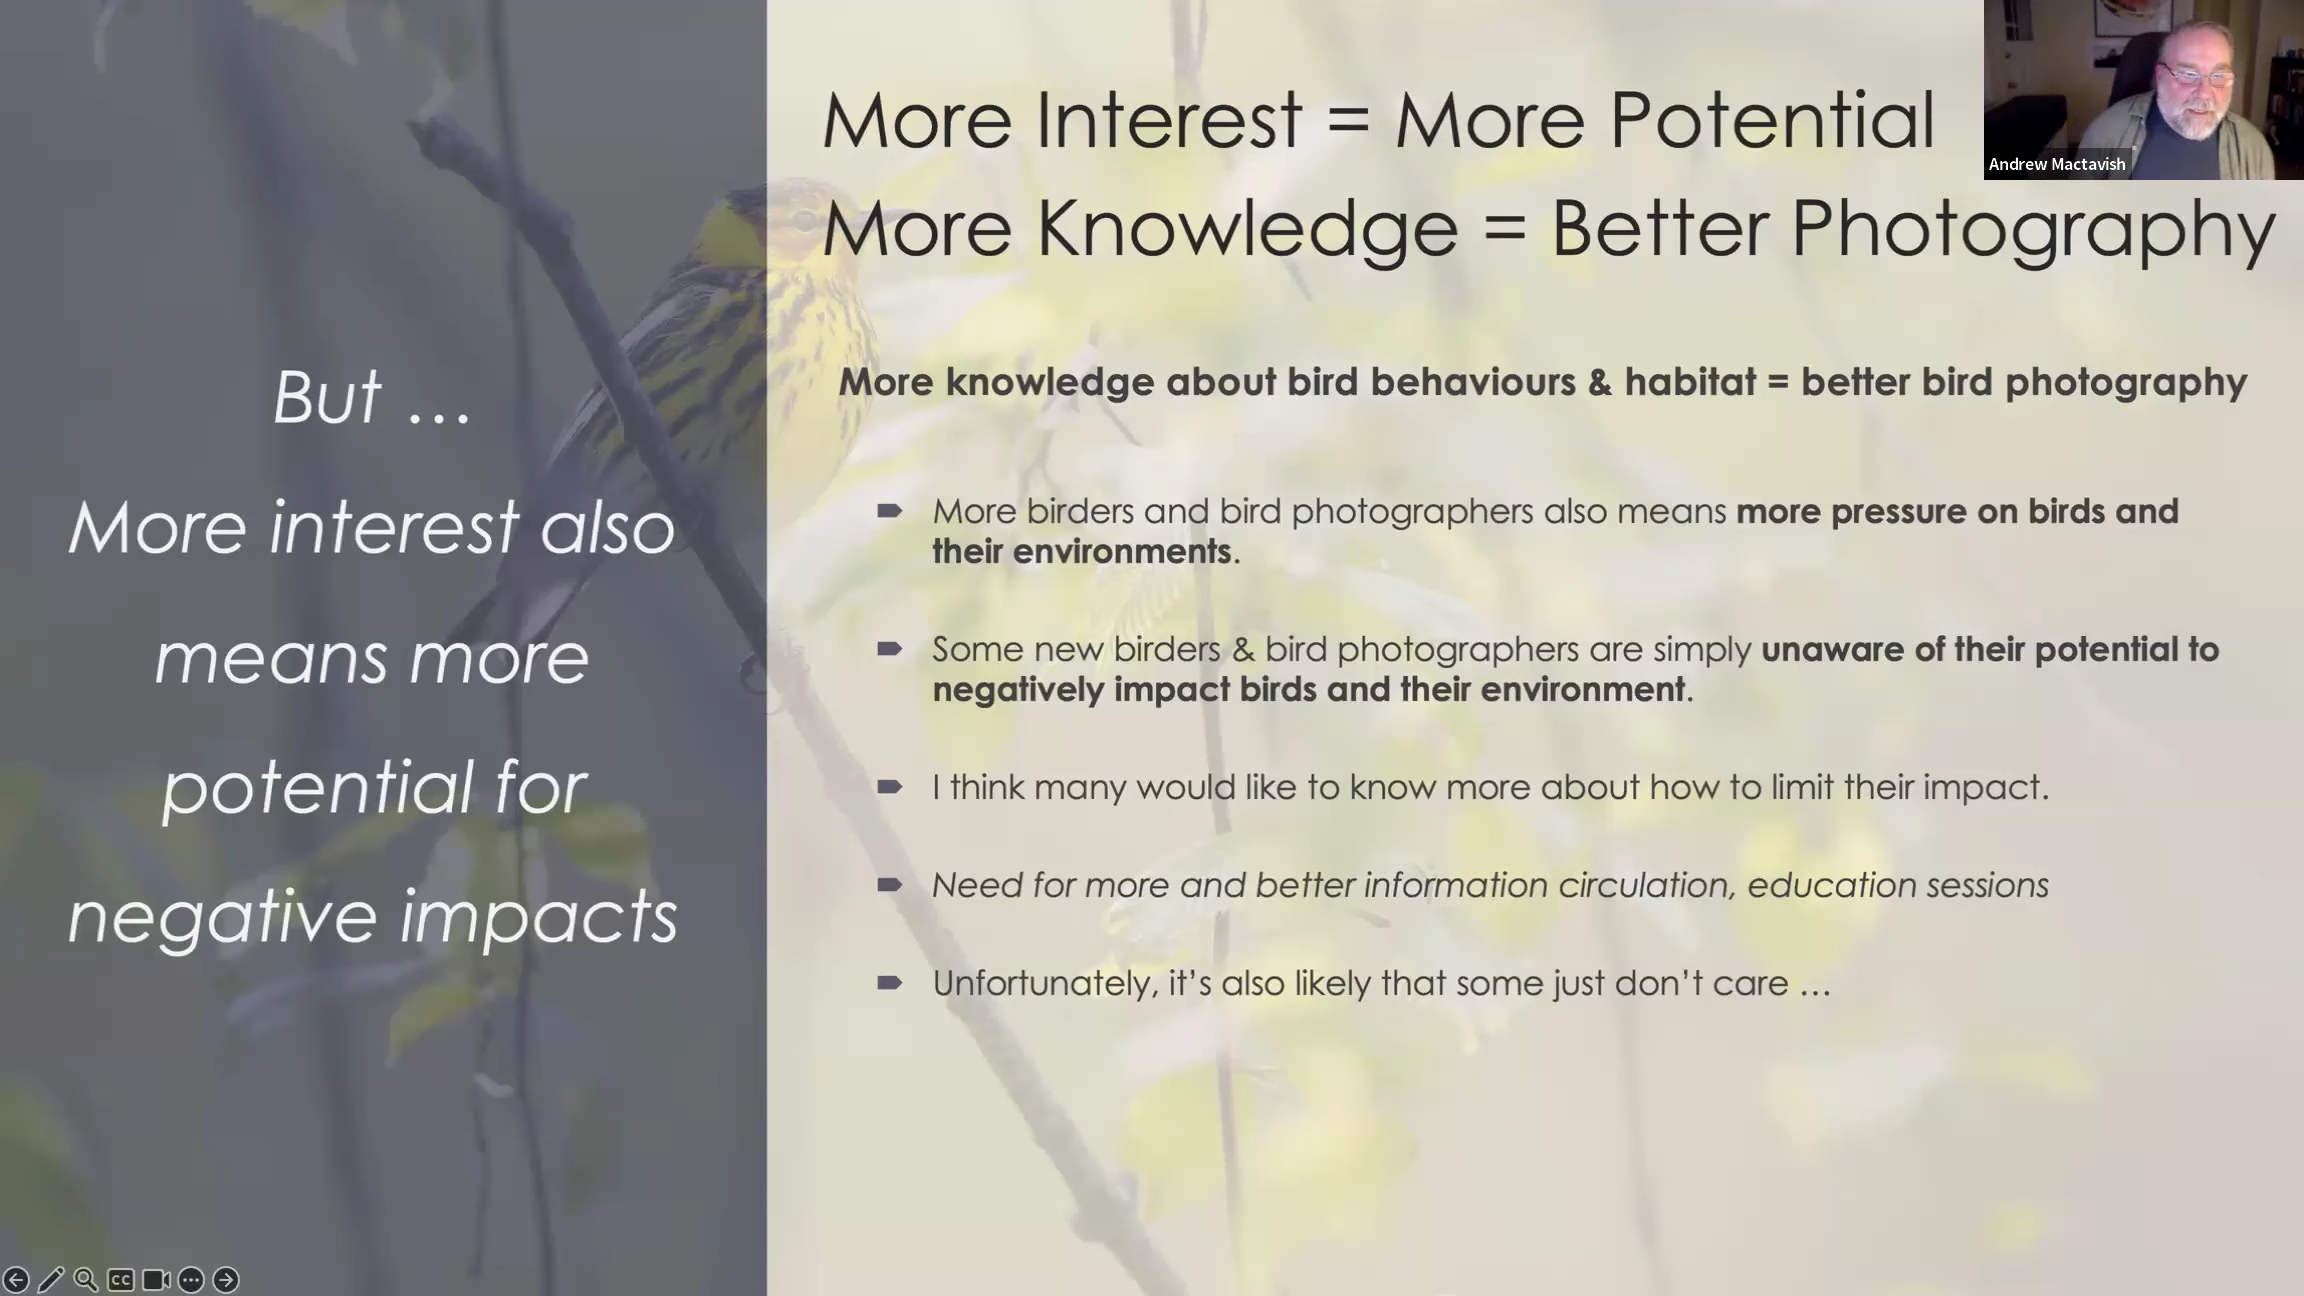 But ...
More interest also
means more
potential for
negative impacts
More Interest = More Potential
More Knowledge = Better Photography
More knowledge about bird behaviours & habitat = better bird photography
More birders and bird photographers also means more pressure on birds and
their environments.
Some new birders & bird photographers are simply unaware of their potential to
negatively impact birds and their environment.
I think many would like to know more about how to limit their impact.
Need for more and better information circulation, education sessions
Unfortunately, it’s also likely that some just don’t care ...
Andrew Mactavish
CC